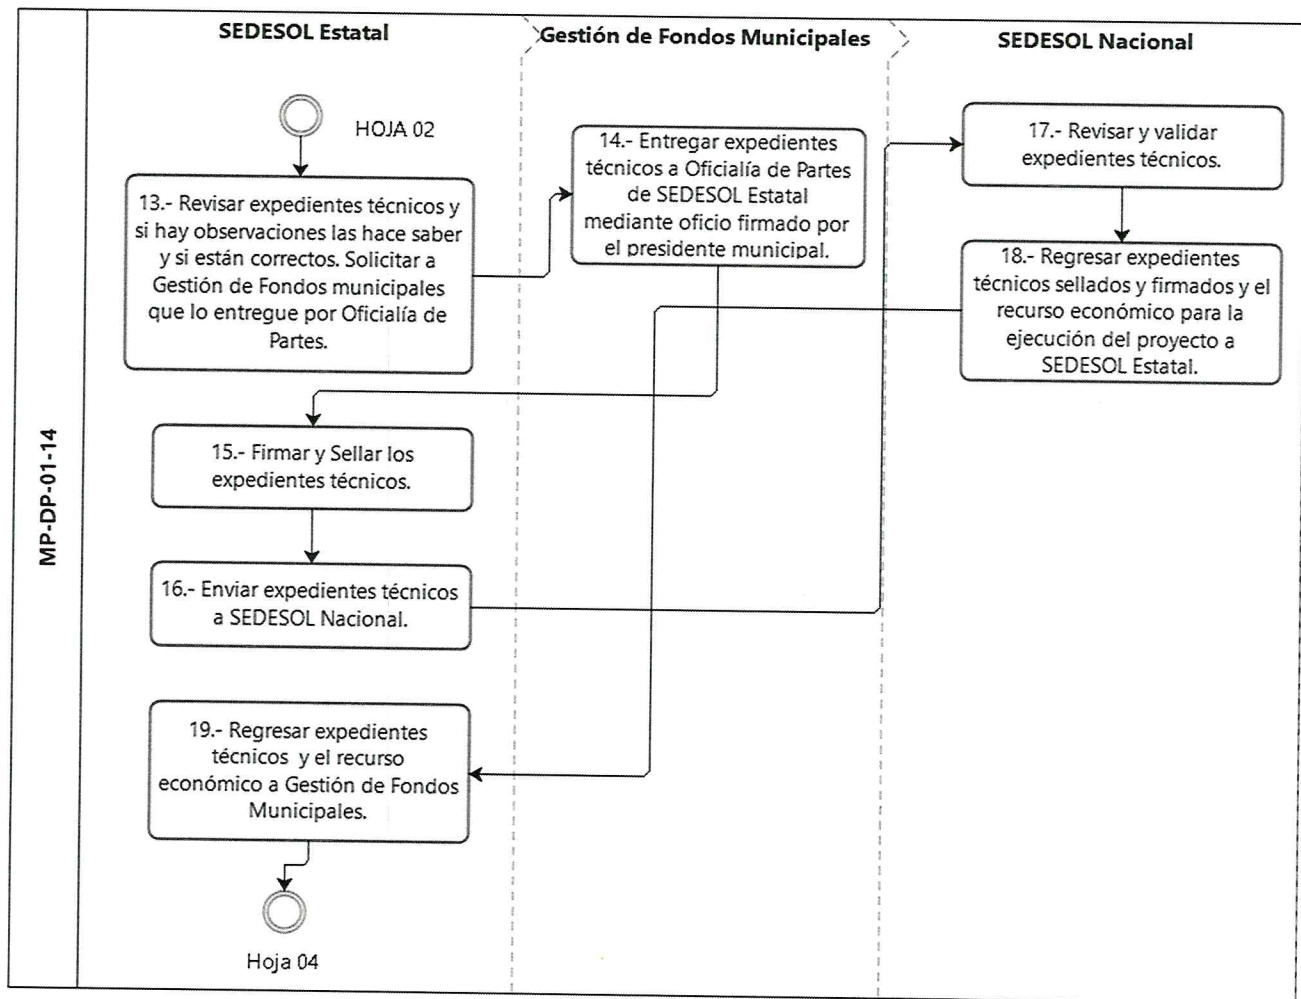 SEDESOL Estatal
Gestión de Fondos Municipales
SEDESOL Nacional
MP-DP-01-14
HOJA 02
13.- Revisar expedientes técnicos y
si hay observaciones las hace saber
y si están correctos. Solicitar a
Gestión de Fondos municipales
que lo entregue por Oficialía de
Partes.
14.- Entregar expedientes
técnicos a Oficialía de Partes
de SEDESOL Estatal
mediante oficio firmado por
el presidente municipal.
15.- Firmar y Sellar los
expedientes técnicos.
16.- Enviar expedientes técnicos
a SEDESOL Nacional.
17.- Revisar y validar
expedientes técnicos.
18.- Regresar expedientes
técnicos sellados y firmados y el
recurso económico para la
ejecución del proyecto a
SEDESOL Estatal.
19.- Regresar expedientes
técnicos y el recurso
económico a Gestión de Fondos
Municipales.
Hoja 04